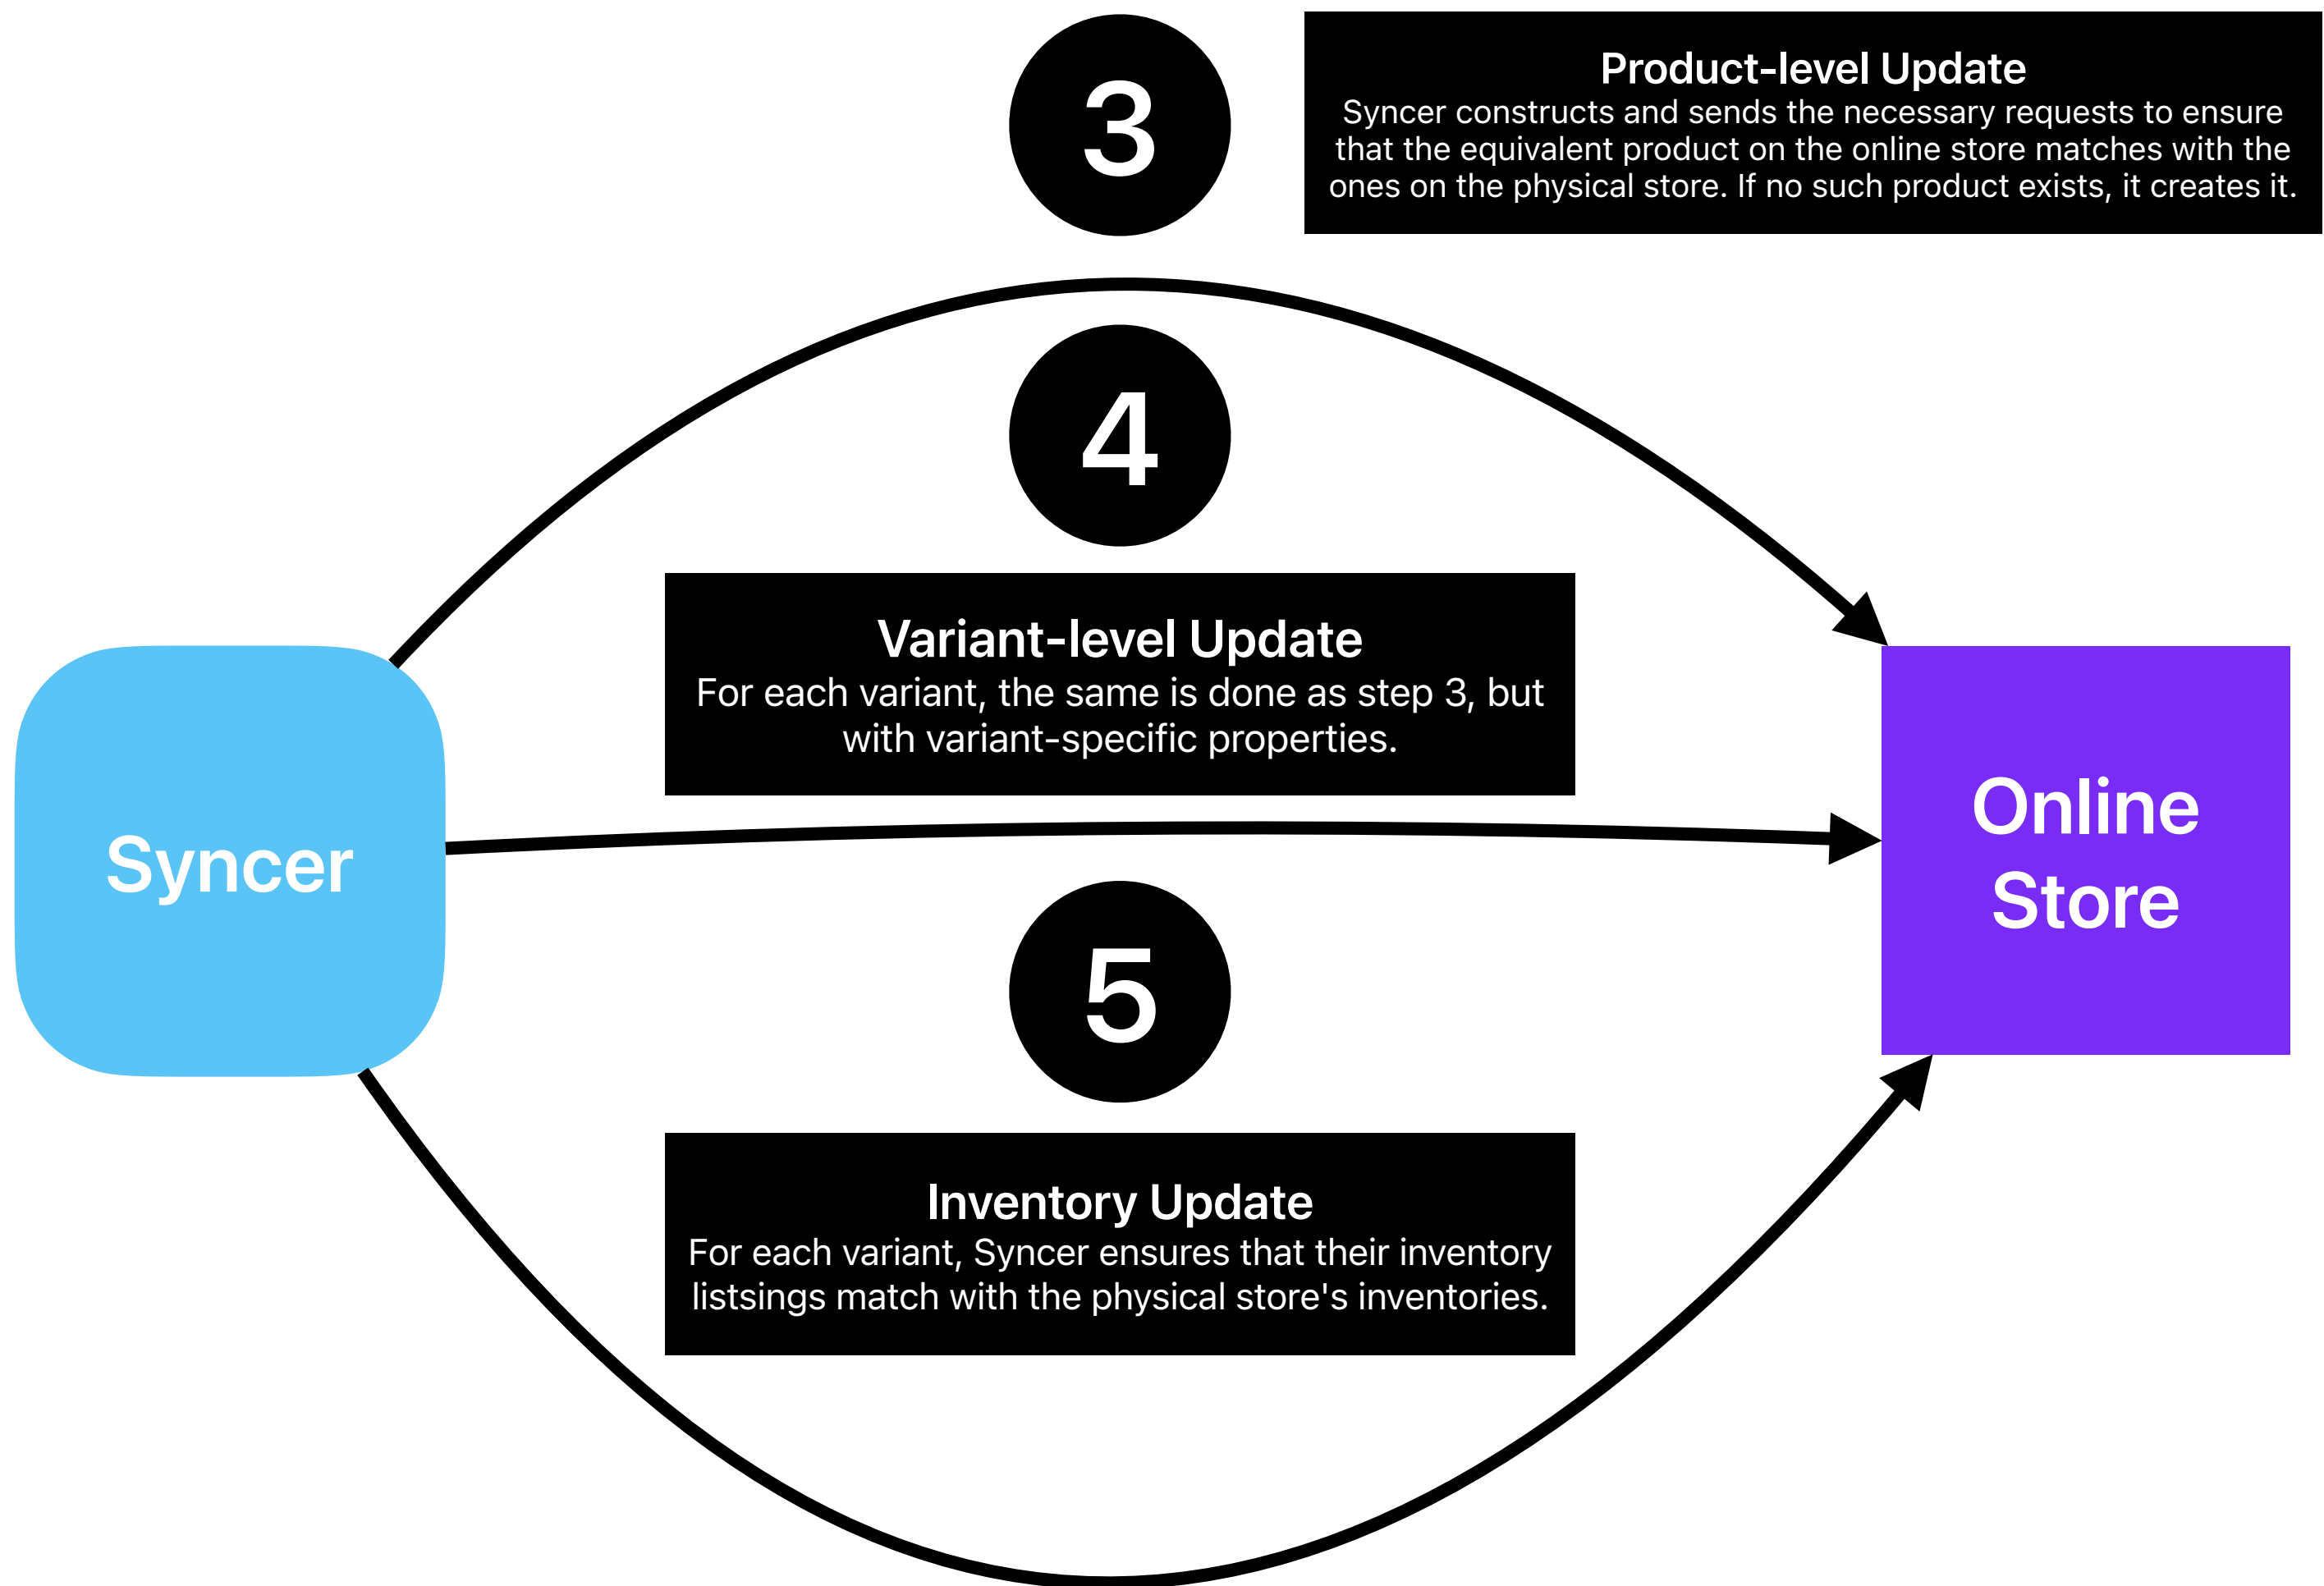 3
Product-level Update
Syncer constructs and sends the necessary requests to ensure
that the equivalent product on the online store matches with the
ones on the physical store. If no such product exists, it creates it.
4
Variant-level Update
For each variant, the same is done as step 3, but
with variant-specific properties.
Syncer
Online
Store
5
Inventory Update
For each variant, Syncer ensures that their inventory
listsings match with the physical store's inventories.